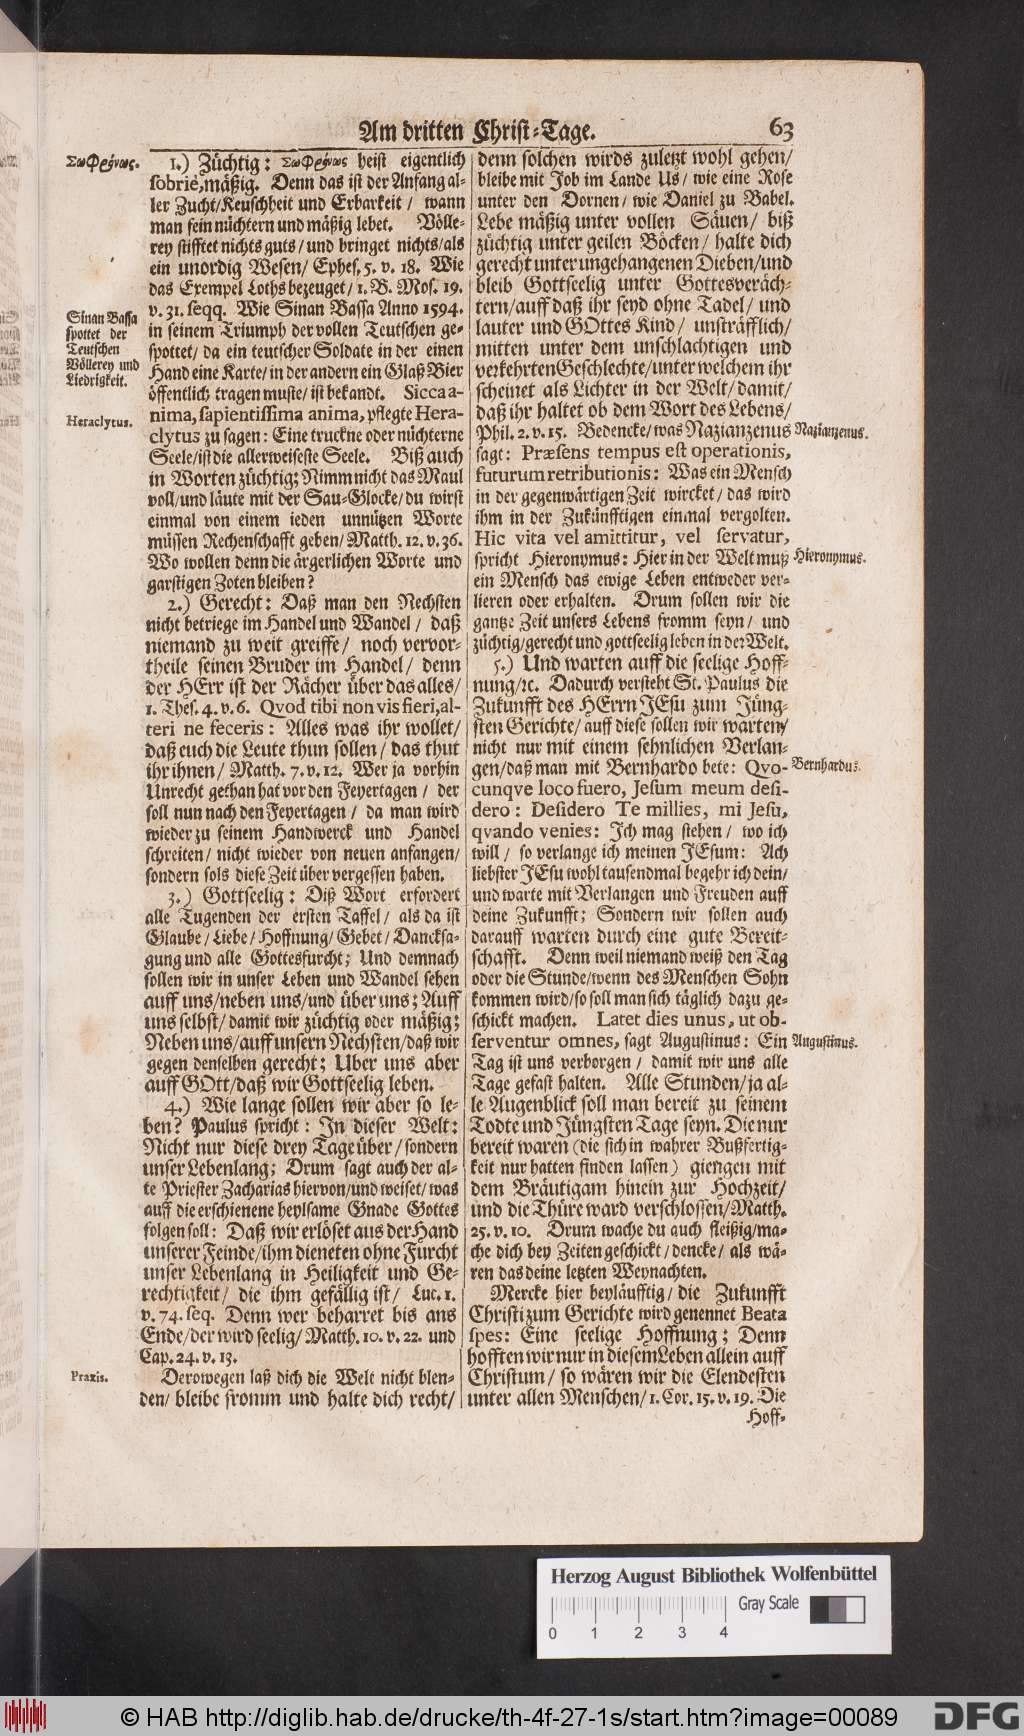 Am dritten Christ-Tage. 63
Σωφρόνως.
1.) Züchtig: Σωφρόνως heist eigentlich
sobriè, mäßig. Denn das ist der Anfang al-
ler Zucht/Keuschheit und Erbarkeit / wann
man fein nüchtern und mäßig lebet. Völle-
rey stifftet nichts guts/und bringet nichts/als
ein unordig Wesen/ Ephes. 5. v. 18. Wie
das Exempel Loths bezeuget/ 1. B. Mos. 19.
v. 31. seqq. Wie Sinan Bassa Anno 1594.
in seinem Triumph der vollen Teutschen ge-
spottet/ da ein teutscher Soldate in der einen
Hand eine Karte/ in der andern ein Glaß Bier
öffentlich tragen muste/ ist bekandt. Sicca a-
nima, sapientissima anima, pflegte Hera-
clytus zu sagen: Eine truckne oder nüchterne
Seele/ist die allerweiseste Seele. Biß auch
in Worten züchtig; Nimm nicht das Maul
voll/und läute mit der Sau-Glocke/ du wirst
einmal von einem ieden unnützen Worte
müssen Rechenschafft geben/ Matth. 12. v. 36.
Wo wollen denn die ärgerlichen Worte und
garstigen Zoten bleiben?
2.) Gerecht: Daß man den Nechsten
nicht betriege im Handel und Wandel / daß
niemand zu weit greiffe / noch vervor-
theile seinen Bruder im Handel / denn
der HErr ist der Rächer über das alles/
1. Thes. 4. v. 6. Qvod tibi non vis fieri, al-
teri ne feceris: Alles was ihr wollet/
daß euch die Leute thun sollen / das thut
ihr ihnen / Matth. 7. v. 12. Wer ja vorhin
Unrecht gethan hat vor den Feyertagen / der
soll nun nach den Feyertagen / da man wird
wieder zu seinem Handwerck und Handel
schreiten/ nicht wieder von neuen anfangen/
sondern sols diese Zeit über vergessen haben.
3.) Gottseelig: Diß Wort erfordert
alle Tugenden der ersten Taffel / als da ist
Glaube / Liebe / Hoffnung/ Gebet / Dancksa-
gung und alle Gottesfurcht; Und demnach
sollen wir in unser Leben und Wandel sehen
auff uns/neben uns/und über uns; Auff
uns selbst/ damit wir züchtig oder mäßig;
Neben uns/ auff unsern Nechsten/daß wir
gegen denselben gerecht; Uber uns aber
auff GOtt/daß wir Gottseelig leben.
4.) Wie lange sollen wir aber so le-
ben? Paulus spricht: In dieser Welt:
Nicht nur diese drey Tage über / sondern
unser Lebenlang; Drum sagt auch der al-
te Priester Zacharias hiervon/und weiset/ was
auff die erschienene heylsame Gnade Gottes
folgen soll: Daß wir erlöset aus der Hand
unserer Feinde/ihm dieneten ohne Furcht
unser Lebenlang in Heiligkeit und Ge-
rechtigkeit / die ihm gefällig ist / Luc. 1.
v. 74. seq. Denn wer beharret bis ans
Ende/der wird seelig/ Matth. 10. v. 22. und
Cap. 24. v. 13.
Derowegen laß dich die Welt nicht blen-
den/ bleibe fromm und halte dich recht/
Sinan Bassa
spottet der
Teutschen
Völlerey und
Liedrigkeit.
Heraclytus.
Praxis.
denn solchen wirds zuletzt wohl gehen/
bleibe mit Job im Lande Us/ wie eine Rose
unter den Dornen/ wie Daniel zu Babel.
Lebe mäßig unter vollen Säuen/ biß
züchtig unter geilen Böcken/ halte dich
gerecht unter ungehangenen Dieben/und
bleib Gottseelig unter Gottesveräch-
tern/auff daß ihr seyd ohne Tadel/ und
lauter und GOttes Kind/ unsträfflich/
mitten unter dem unschlachtigen und
verkehrten Geschlechte/unter welchem ihr
scheinet als Lichter in der Welt/ damit/
daß ihr haltet ob dem Wort des Lebens/
Phil. 2. v. 15. Bedencke/ was Nazianzenus
sagt: Præsens tempus est operationis,
futurum retributionis: Was ein Mensch
in der gegenwärtigen Zeit wircket/ das wird
ihm in der Zukünfftigen einmal vergolten.
Hic vita vel amittitur, vel servatur,
spricht Hieronymus: Hier in der Welt muß
ein Mensch das ewige Leben entweder ver-
lieren oder erhalten. Drum sollen wir die
gantze Zeit unsers Lebens fromm seyn/ und
züchtig/gerecht und gottseelig leben in der Welt.
5.) Und warten auff die seelige Hoff-
nung/ꝛc. Dadurch versteht St. Paulus die
Zukunfft des HErrn JEsu zum Jüng-
sten Gerichte/ auff diese sollen wir warten/
nicht nur mit einem sehnlichen Verlan-
gen/daß man mit Bernhardo bete: Qvo-
cunqve loco fuero, Jesum meum desi-
dero: Desidero Te millies, mi Jesu,
qvando venies: Ich mag stehen/ wo ich
will / so verlange ich meinen JEsum: Ach
liebster JEsu wohl tausendmal begehr ich dein/
und warte mit Verlangen und Freuden auff
deine Zukunfft; Sondern wir sollen auch
darauff warten durch eine gute Bereit-
schafft. Denn weil niemand weiß den Tag
oder die Stunde/wenn des Menschen Sohn
kommen wird/so soll man sich täglich dazu ge-
schickt machen. Latet dies unus, ut ob-
serventur omnes, sagt Augustinus: Ein
Tag ist uns verborgen / damit wir uns alle
Tage gefast halten. Alle Stunden/ ja al-
le Augenblick soll man bereit zu seinem
Todte und Jüngsten Tage seyn. Die nur
bereit waren (die sich in wahrer Bußfertig-
keit nur hatten finden lassen) giengen mit
dem Bräutigam hinein zur Hochzeit/
und die Thüre ward verschlossen/ Matth.
25. v. 10. Drum wache du auch fleißig/ma-
che dich bey Zeiten geschickt / dencke/ als wä-
ren das deine letzten Weynachten.
Mercke hier beyläufftig/ die Zukunfft
Christi zum Gerichte wird genennet Beata
spes: Eine seelige Hoffnung; Denn
hofften wir nur in diesem Leben allein auff
Christum/ so wären wir die Elendesten
unter allen Menschen/ 1. Cor. 15. v. 19. Die
Hoff-
Nazianzenus.
Hieronymus.
Bernhardus.
Augustinus.
Herzog August Bibliothek Wolfenbüttel
Gray Scale
0 1 2 3 4
© HAB http://diglib.hab.de/drucke/th-4f-27-1s/start.htm?image=00089
DFG